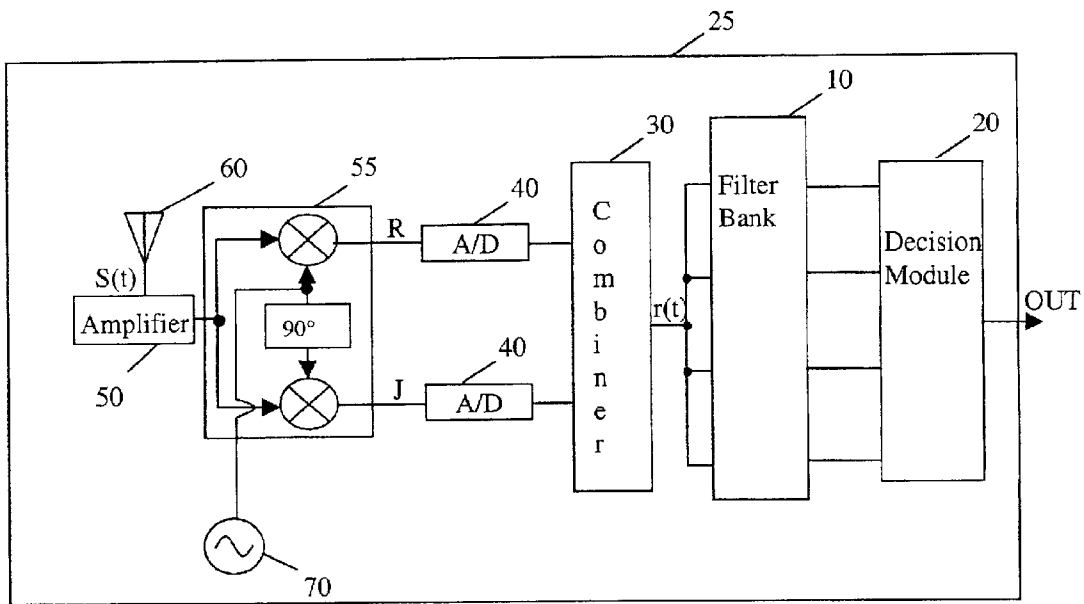 25
10
20
30
60
55
40
R
A/D
Filter
Bank
Decision
Module
C
o
m
b
i
n
e
r
S(t)
Amplifier
90°
r(t)
OUT
50
40
J
A/D
70